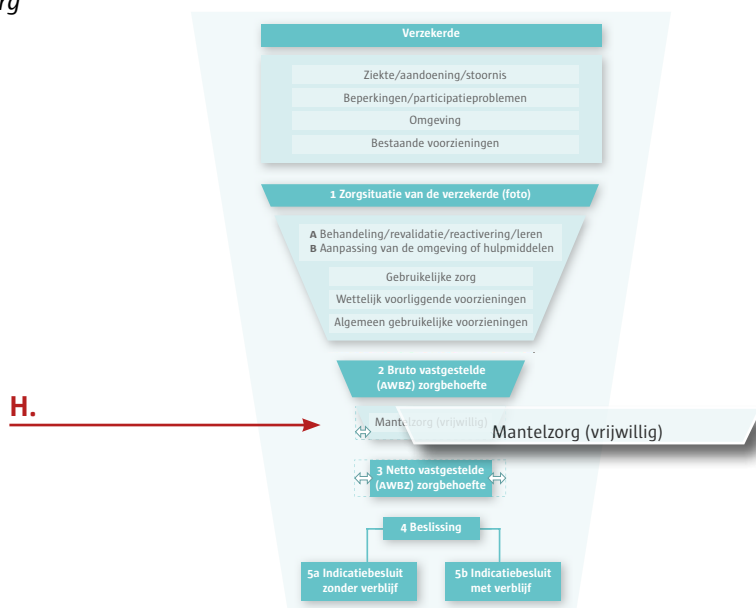 rg
Verzekerde
Ziekte/aandoening/stoornis
Beperkingen/participatieproblemen
Omgeving
Bestaande voorzieningen
1 Zorgsituatie van de verzekerde (foto)
A Behandeling/revalidatie/reactivering/leren
B Aanpassing van de omgeving of hulpmiddelen
Gebruikelijke zorg
Wettelijk voorliggende voorzieningen
Algemeen gebruikelijke voorzieningen
2 Bruto vastgestelde
(AWBZ) zorgbehoefte
H.
Mantelzorg (vrijwillig)
Mantelzorg (vrijwillig)
3 Netto vastgestelde
(AWBZ) zorgbehoefte
4 Beslissing
5a Indicatiebesluit
zonder verblijf
5b Indicatiebesluit
met verblijf